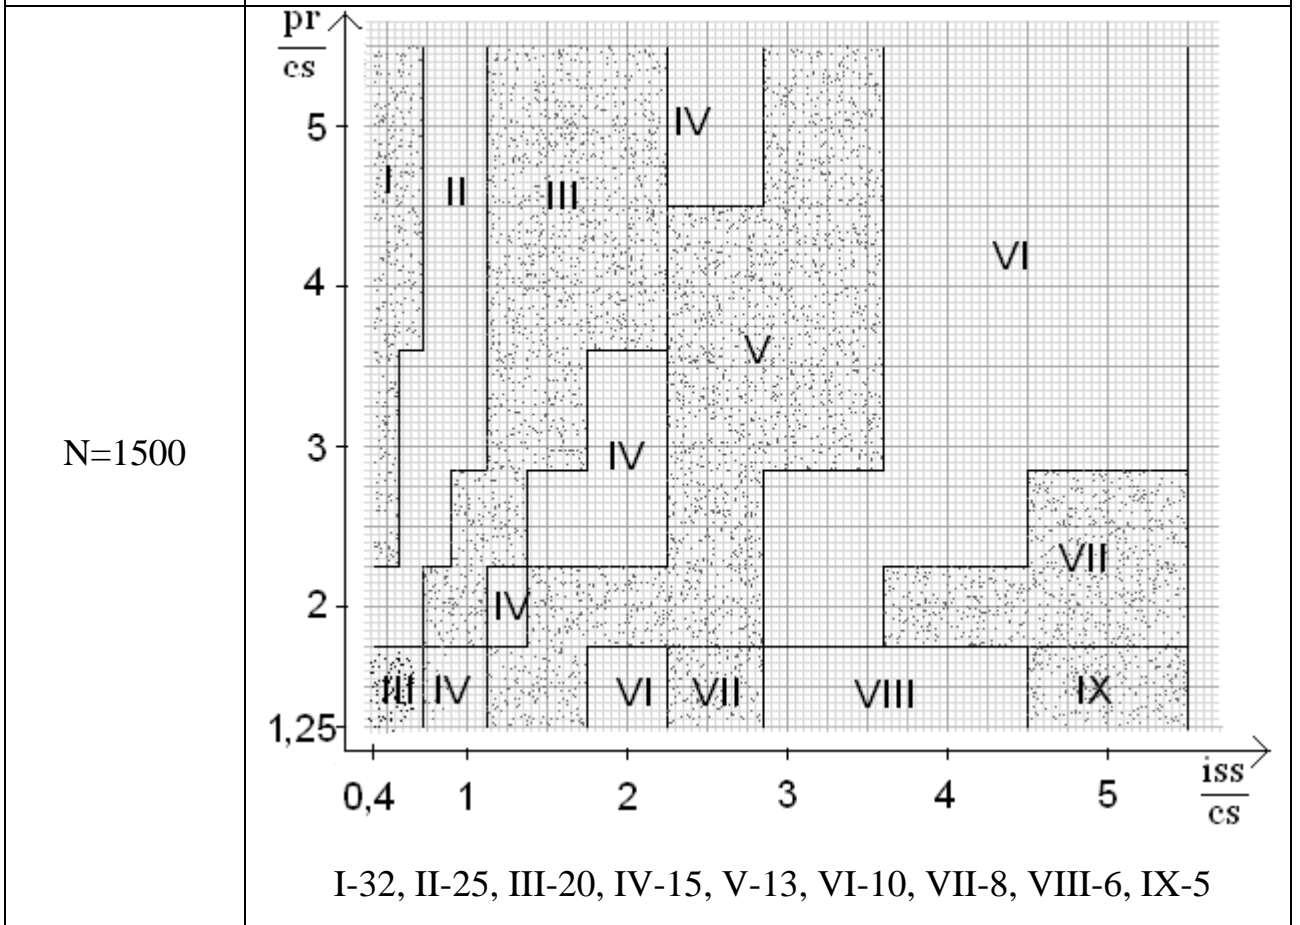 pr
cs
5
IV
I
II
III
4
VI
V
N=1500
3
IV
VII
2
IV
III IV VI VII VIII IX
1,25
0,4 1 2 3 4 5
iss
cs
I-32, II-25, III-20, IV-15, V-13, VI-10, VII-8, VIII-6, IX-5